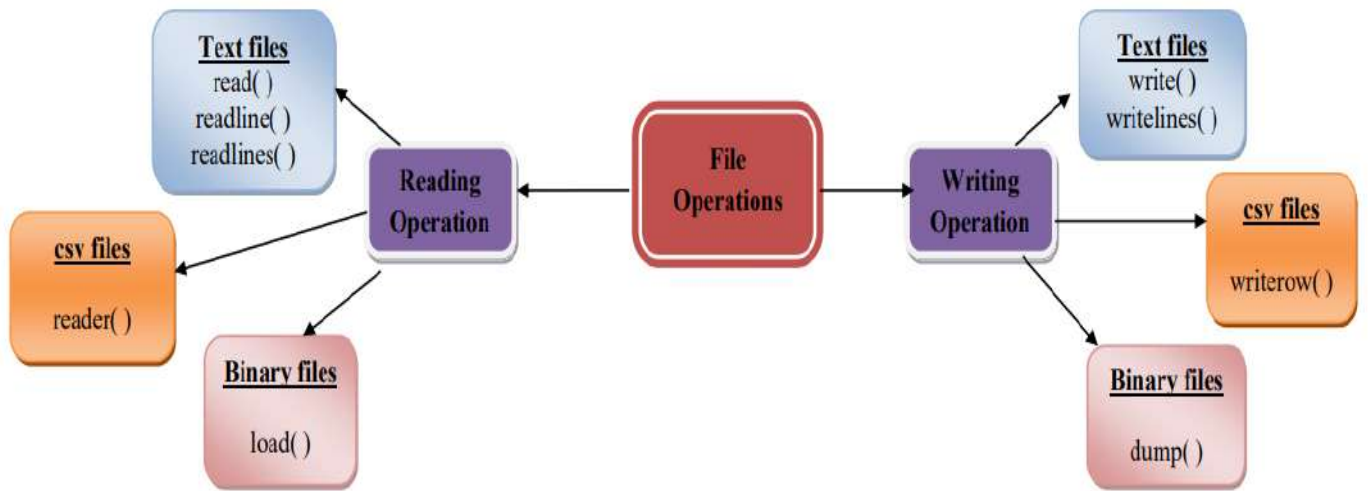 Text files
read( )
readline( )
readlines( )
csv files
reader( )
Binary files
load( )
Reading
Operation
File
Operations
Writing
Operation
Text files
write( )
writelines( )
csv files
writerow( )
Binary files
dump( )